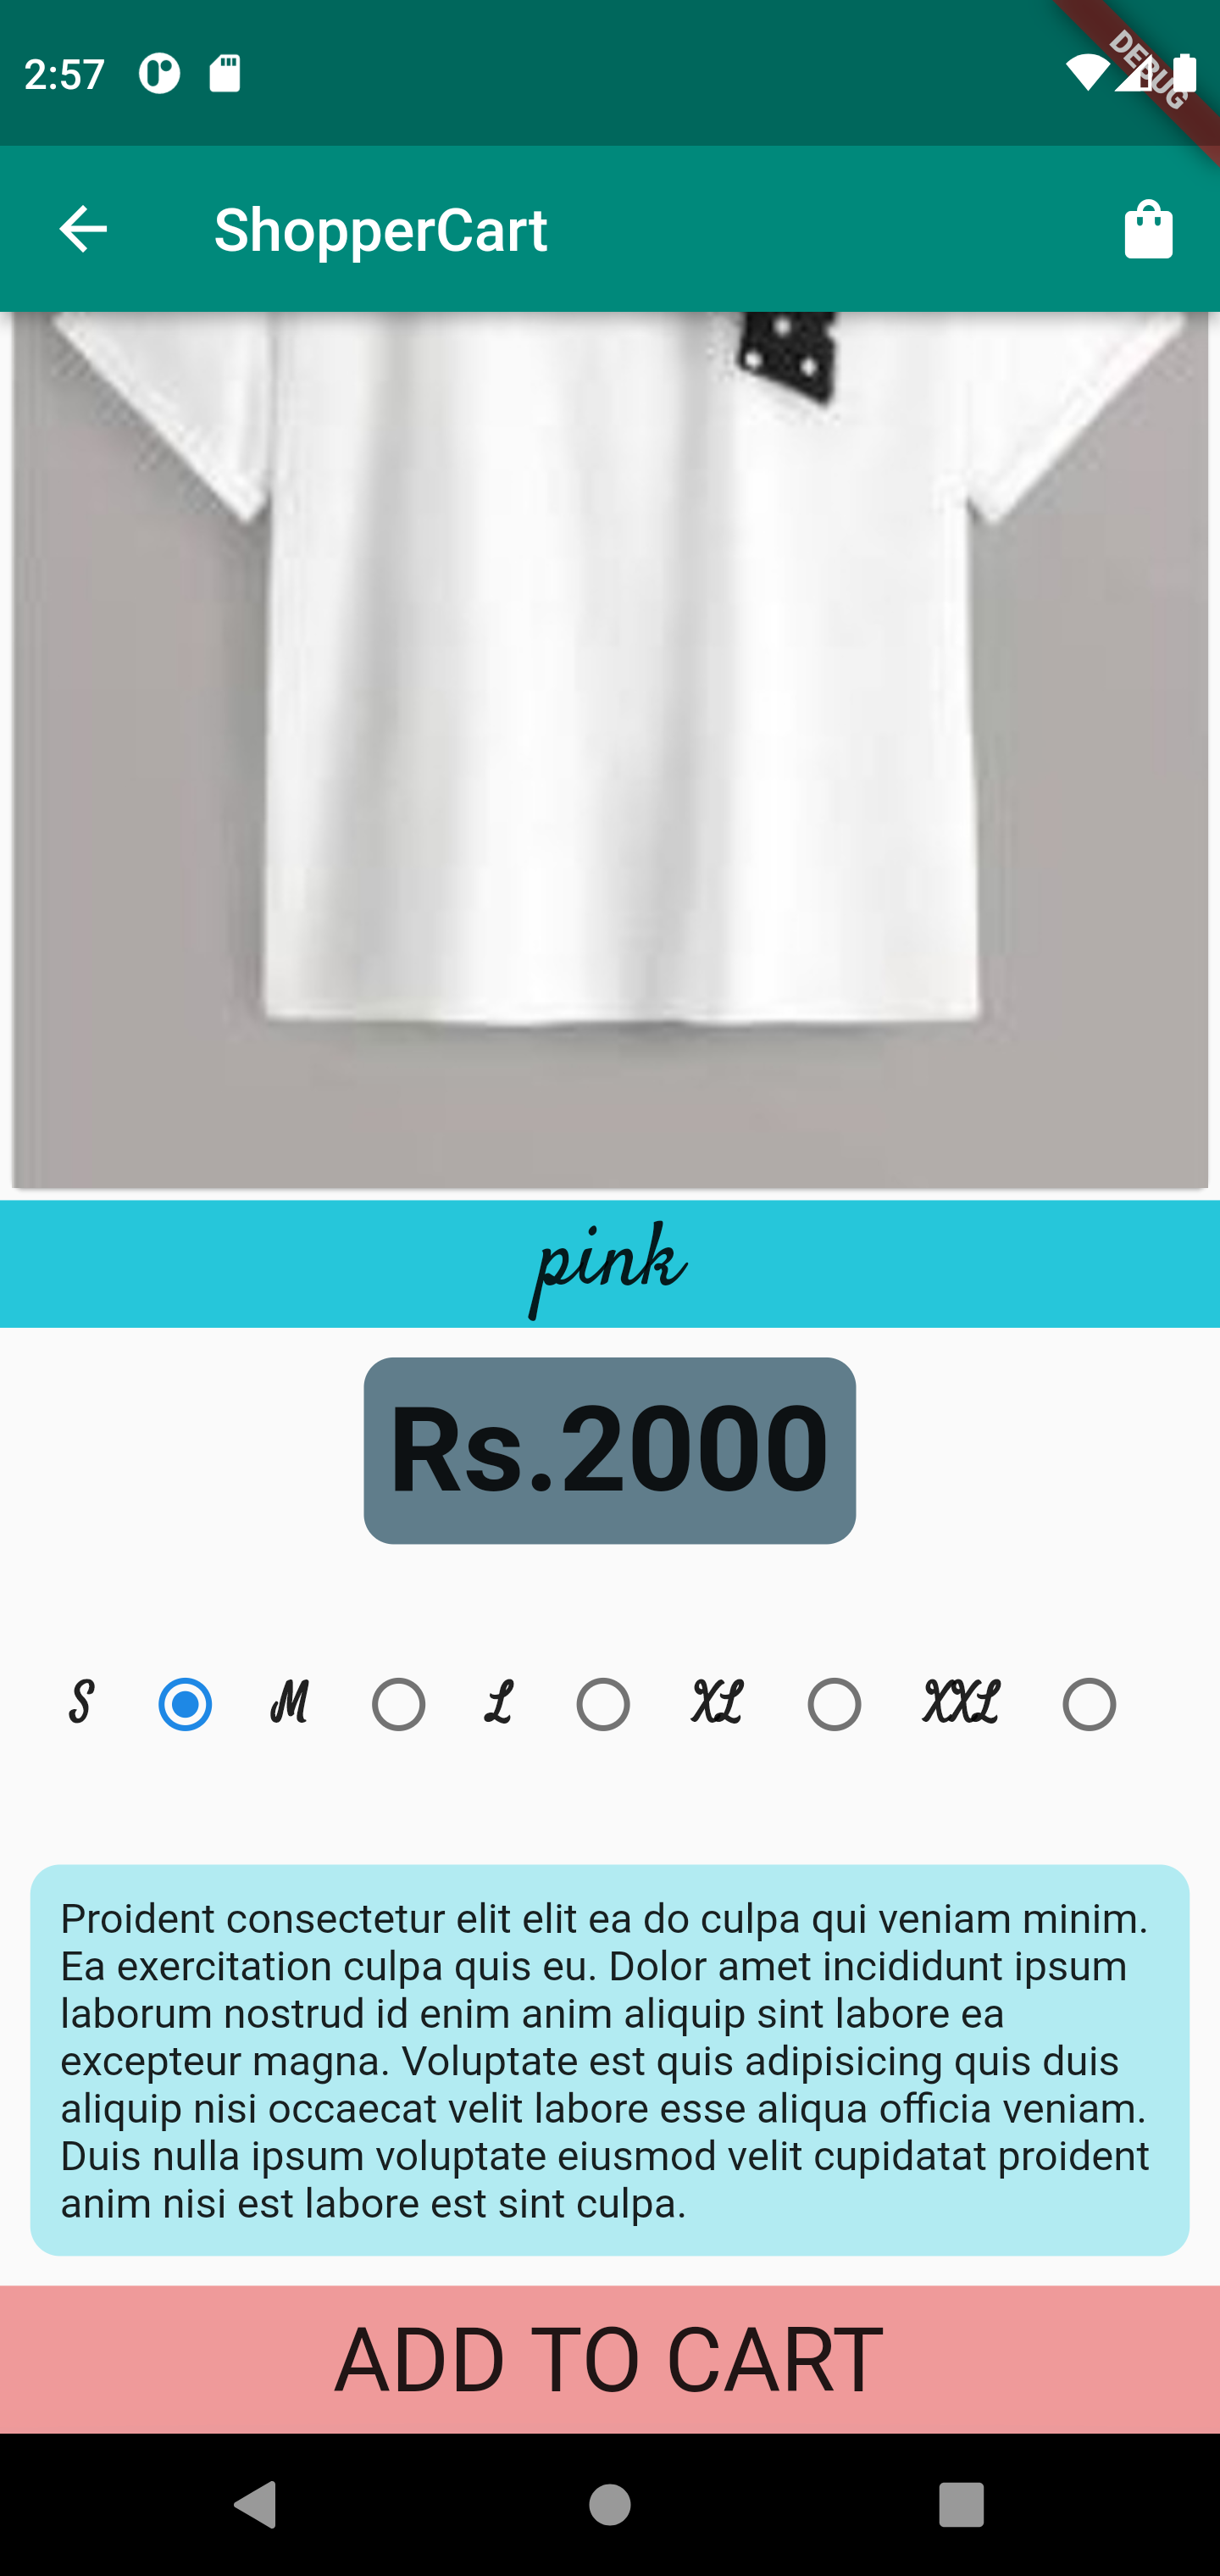 2:57
DEBUG
ShopperCart
pink
Rs.2000
S M L XL XXL
Proident consectetur elit elit ea do culpa qui veniam minim.
Ea exercitation culpa quis eu. Dolor amet incididunt ipsum
laborum nostrud id enim anim aliquip sint labore ea
excepteur magna. Voluptate est quis adipisicing quis duis
aliquip nisi occaecat velit labore esse aliqua officia veniam.
Duis nulla ipsum voluptate eiusmod velit cupidatat proident
anim nisi est labore est sint culpa.
ADD TO CART